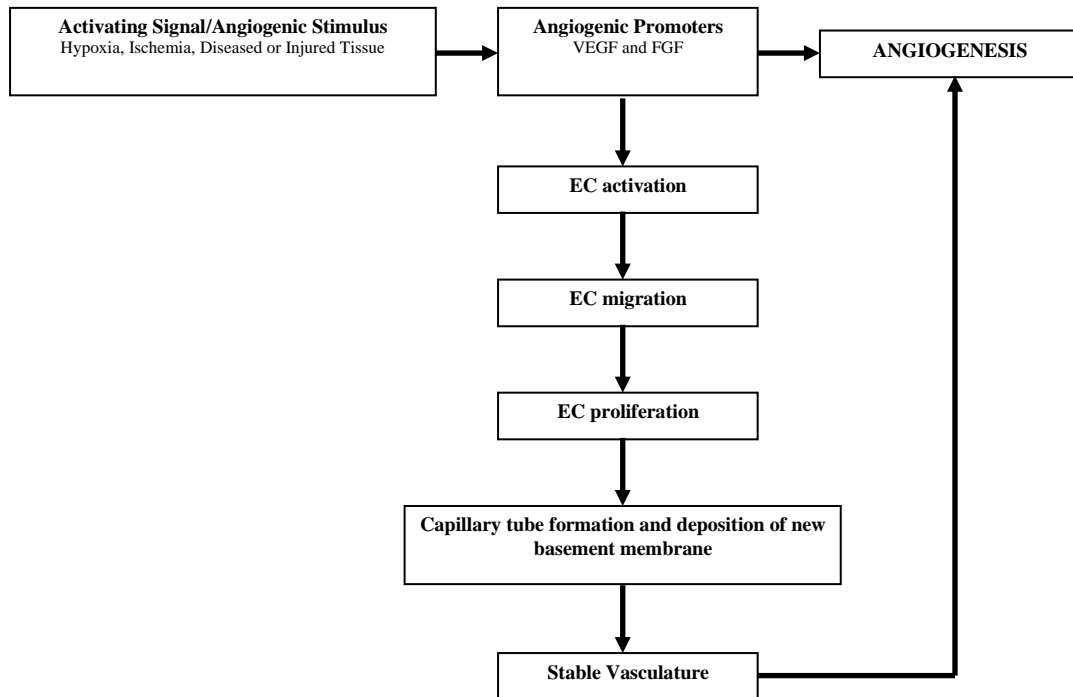 Activating Signal/Angiogenic Stimulus
Hypoxia, Ischemia, Diseased or Injured Tissue
Angiogenic Promoters
VEGF and FGF
ANGIOGENESIS
EC activation
EC migration
EC proliferation
Capillary tube formation and deposition of new
basement membrane
Stable Vasculature